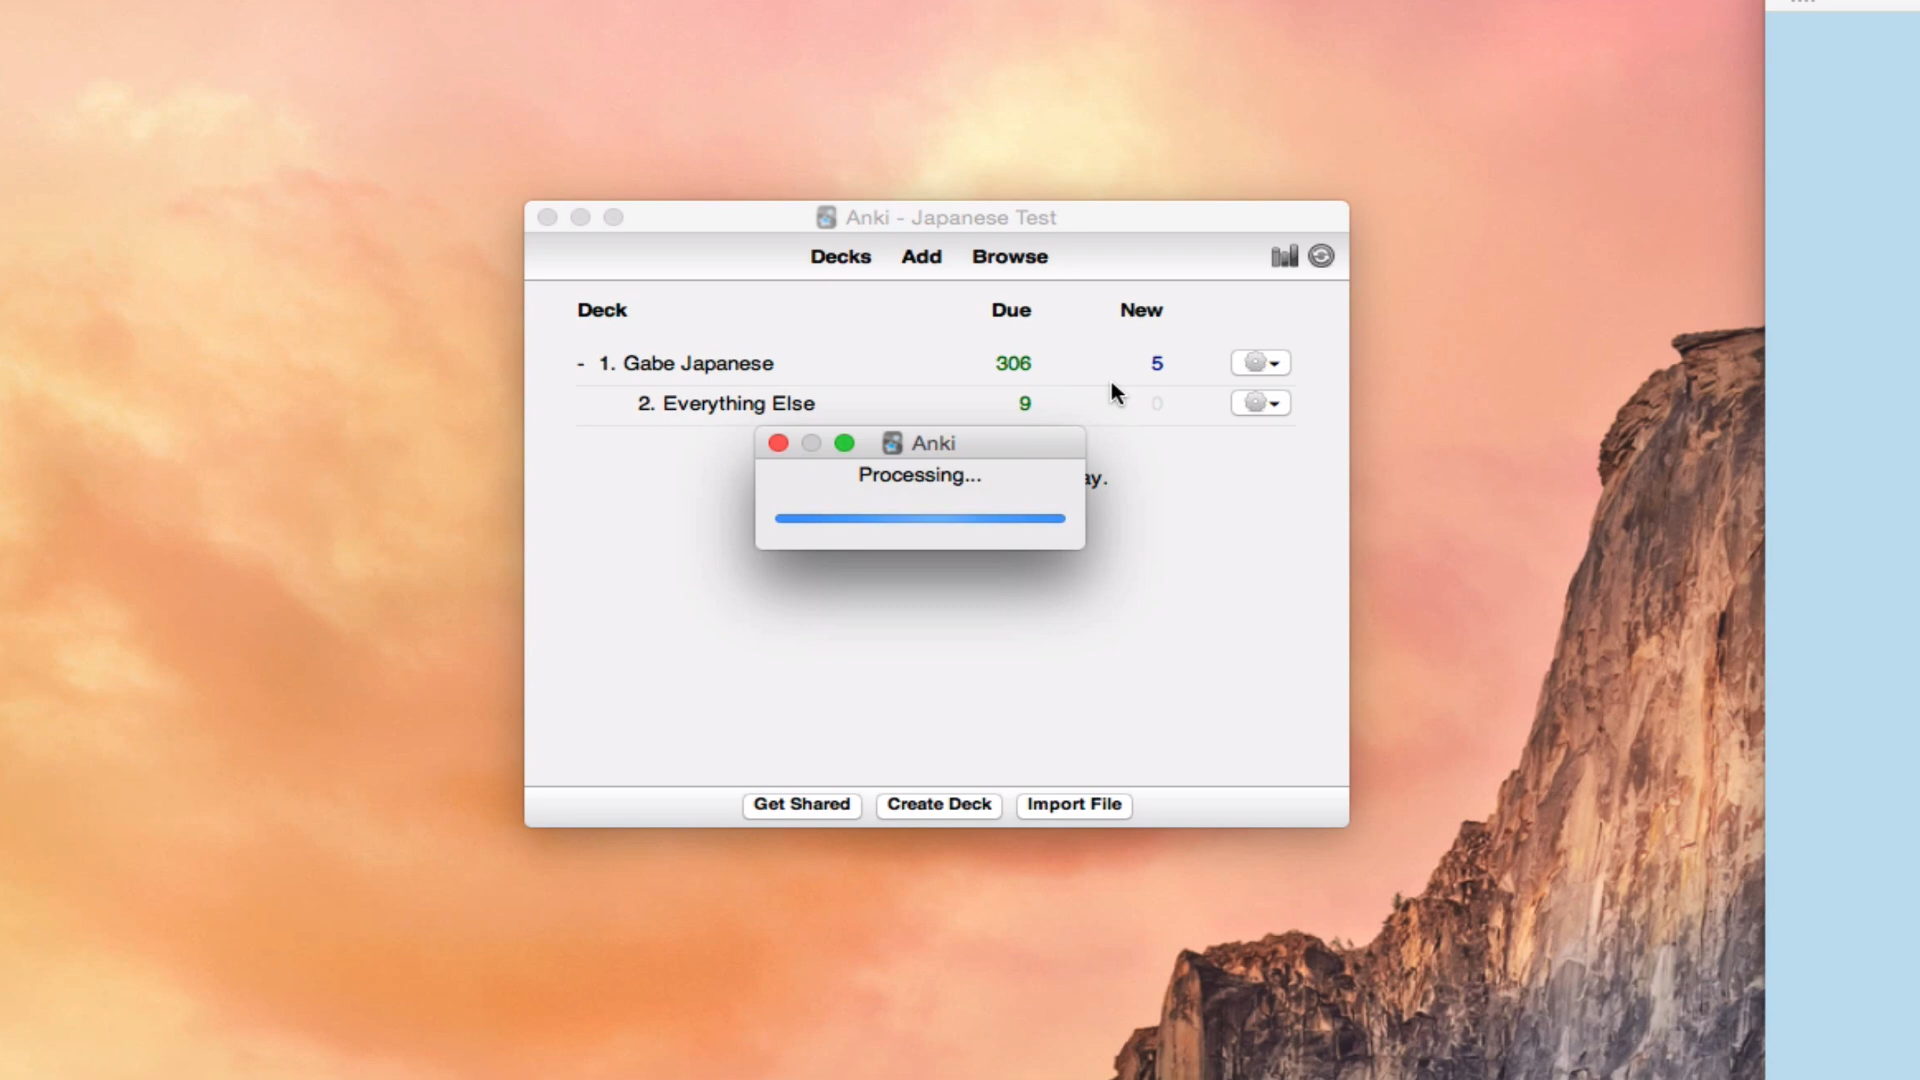 Anki - Japanese Test
Decks Add Browse
Deck Due New
- 1. Gabe Japanese 306 5
2. Everything Else 9 0
Anki
Processing...
ay.
Get Shared Create Deck Import File